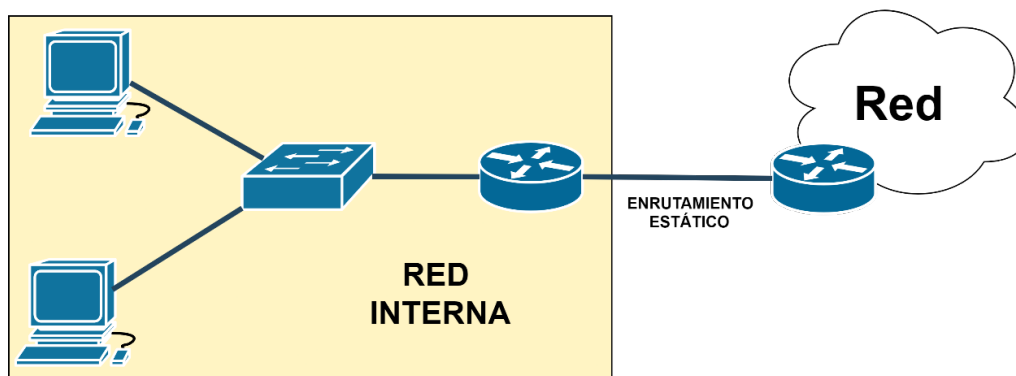 Red
ENRUTAMIENTO
ESTÁTICO
RED
INTERNA